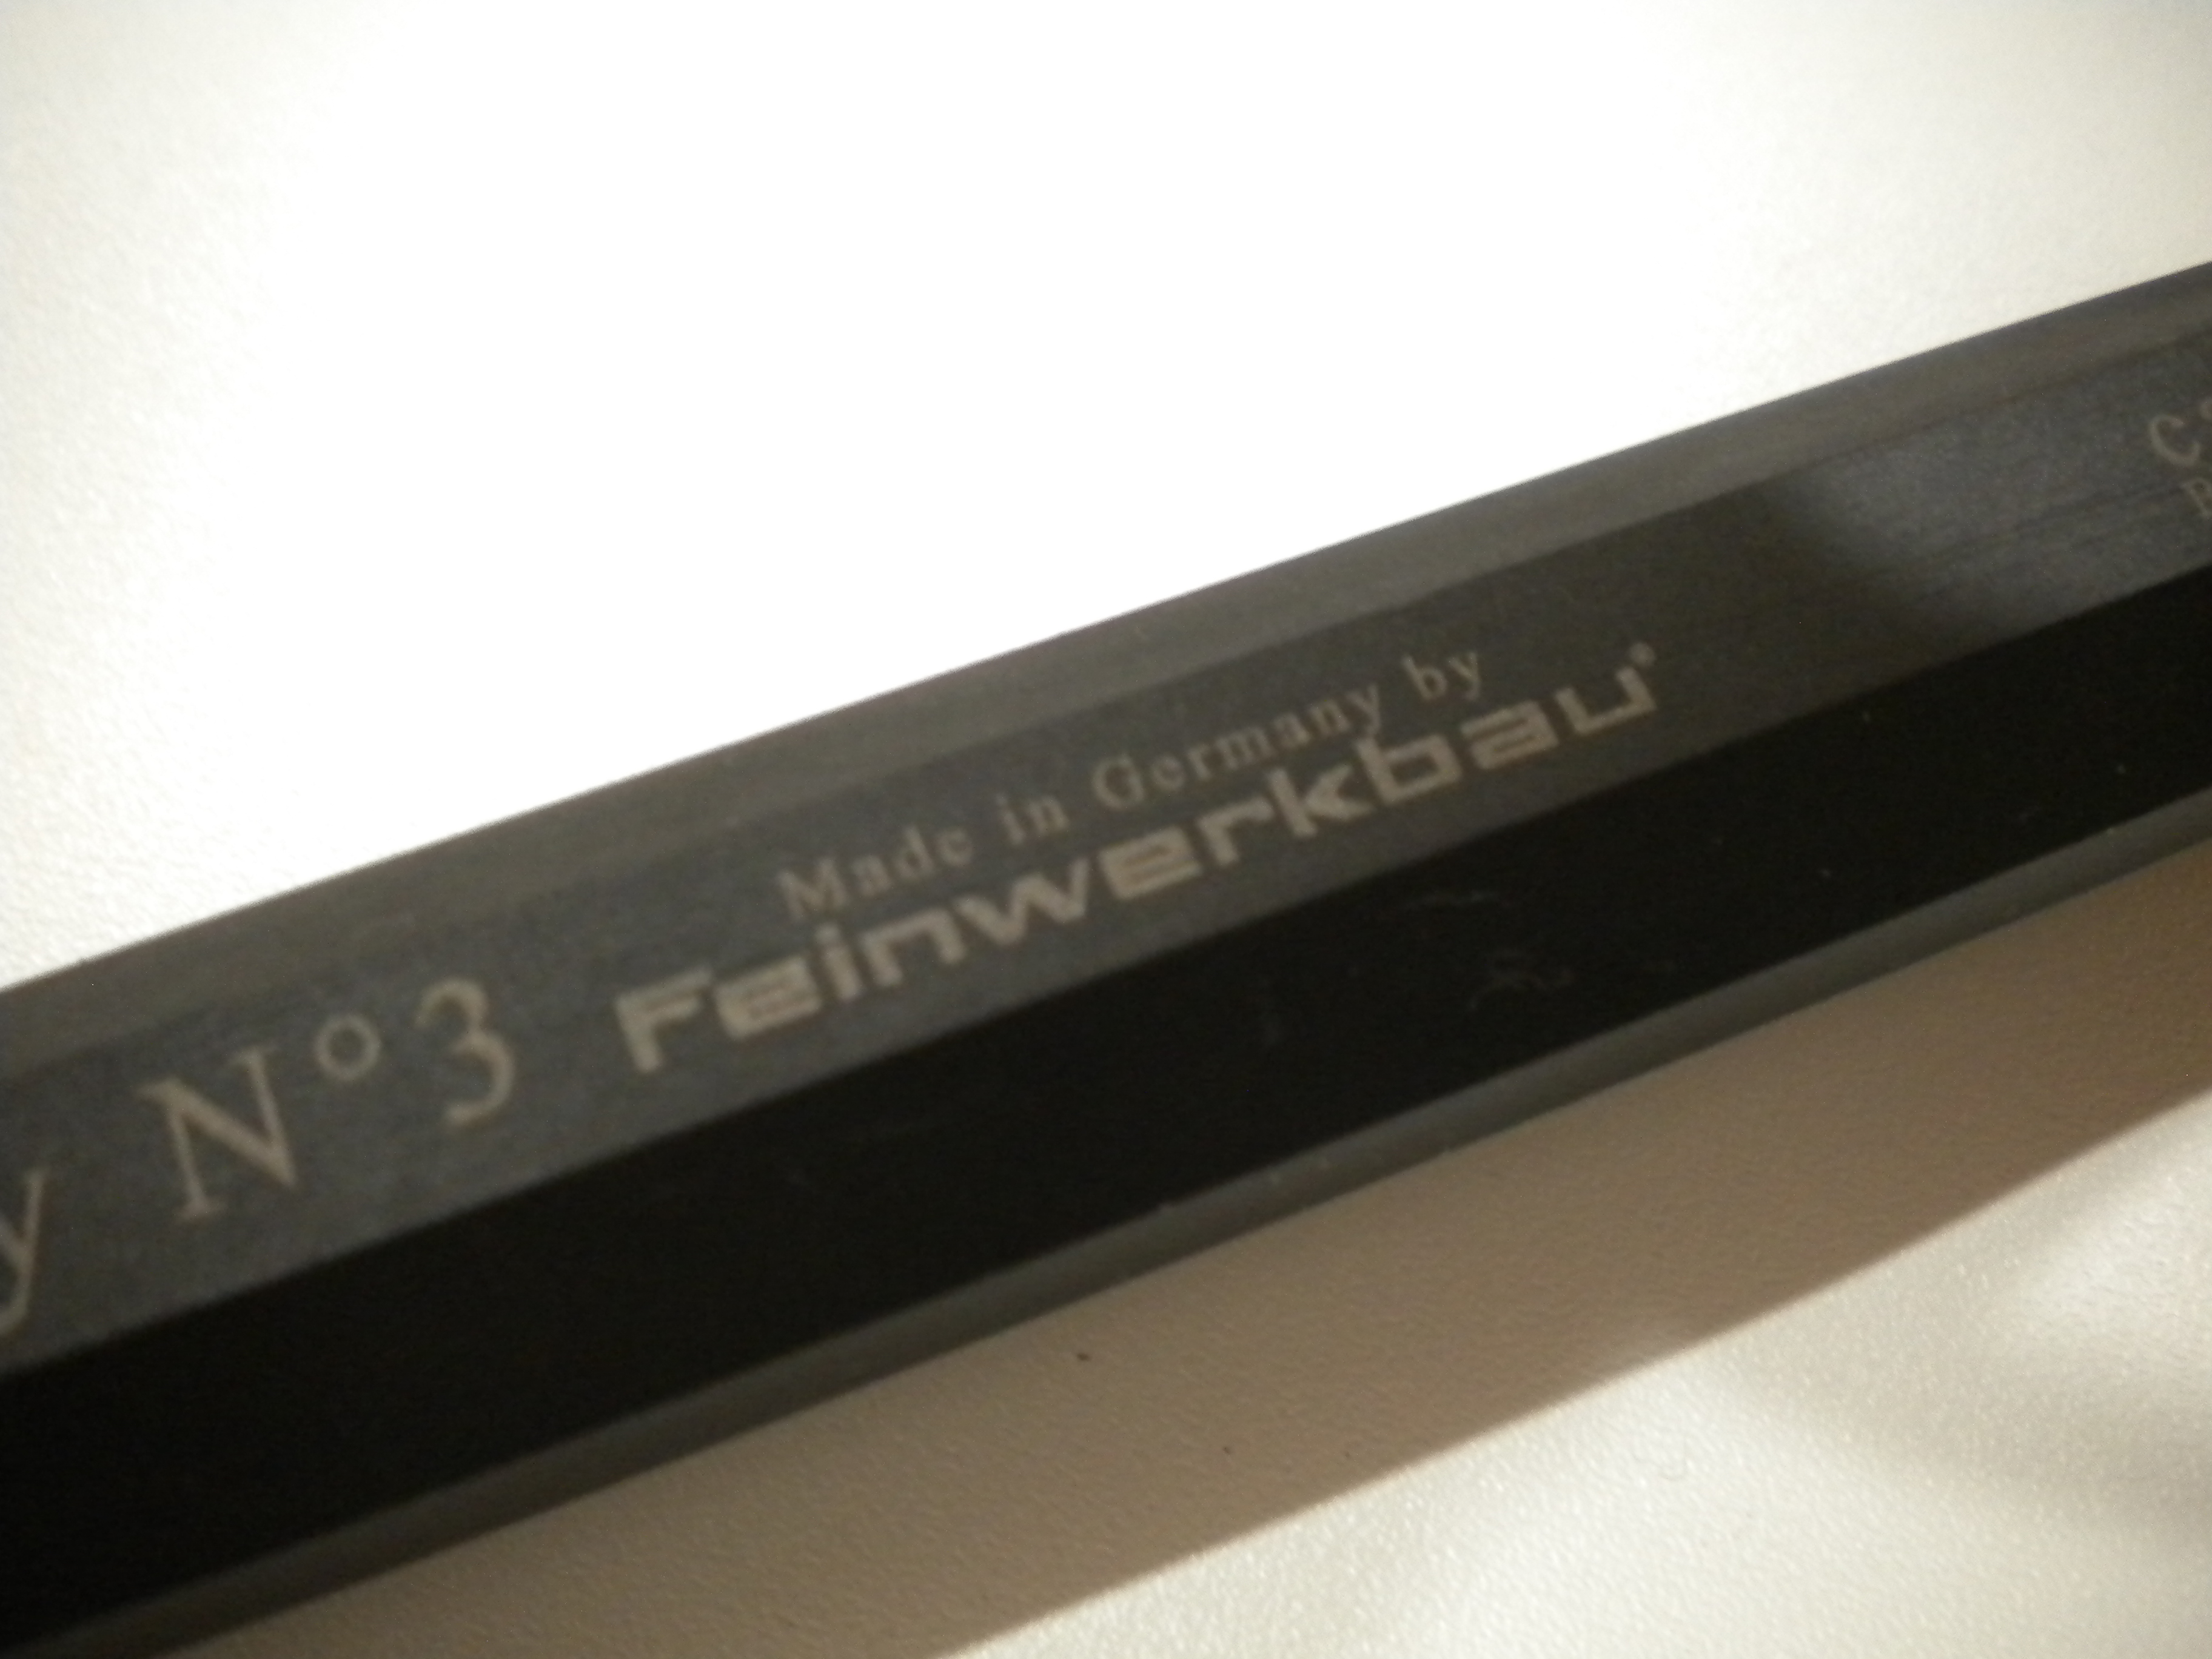 y N°3
Made in Germany by
Feinwerkbau